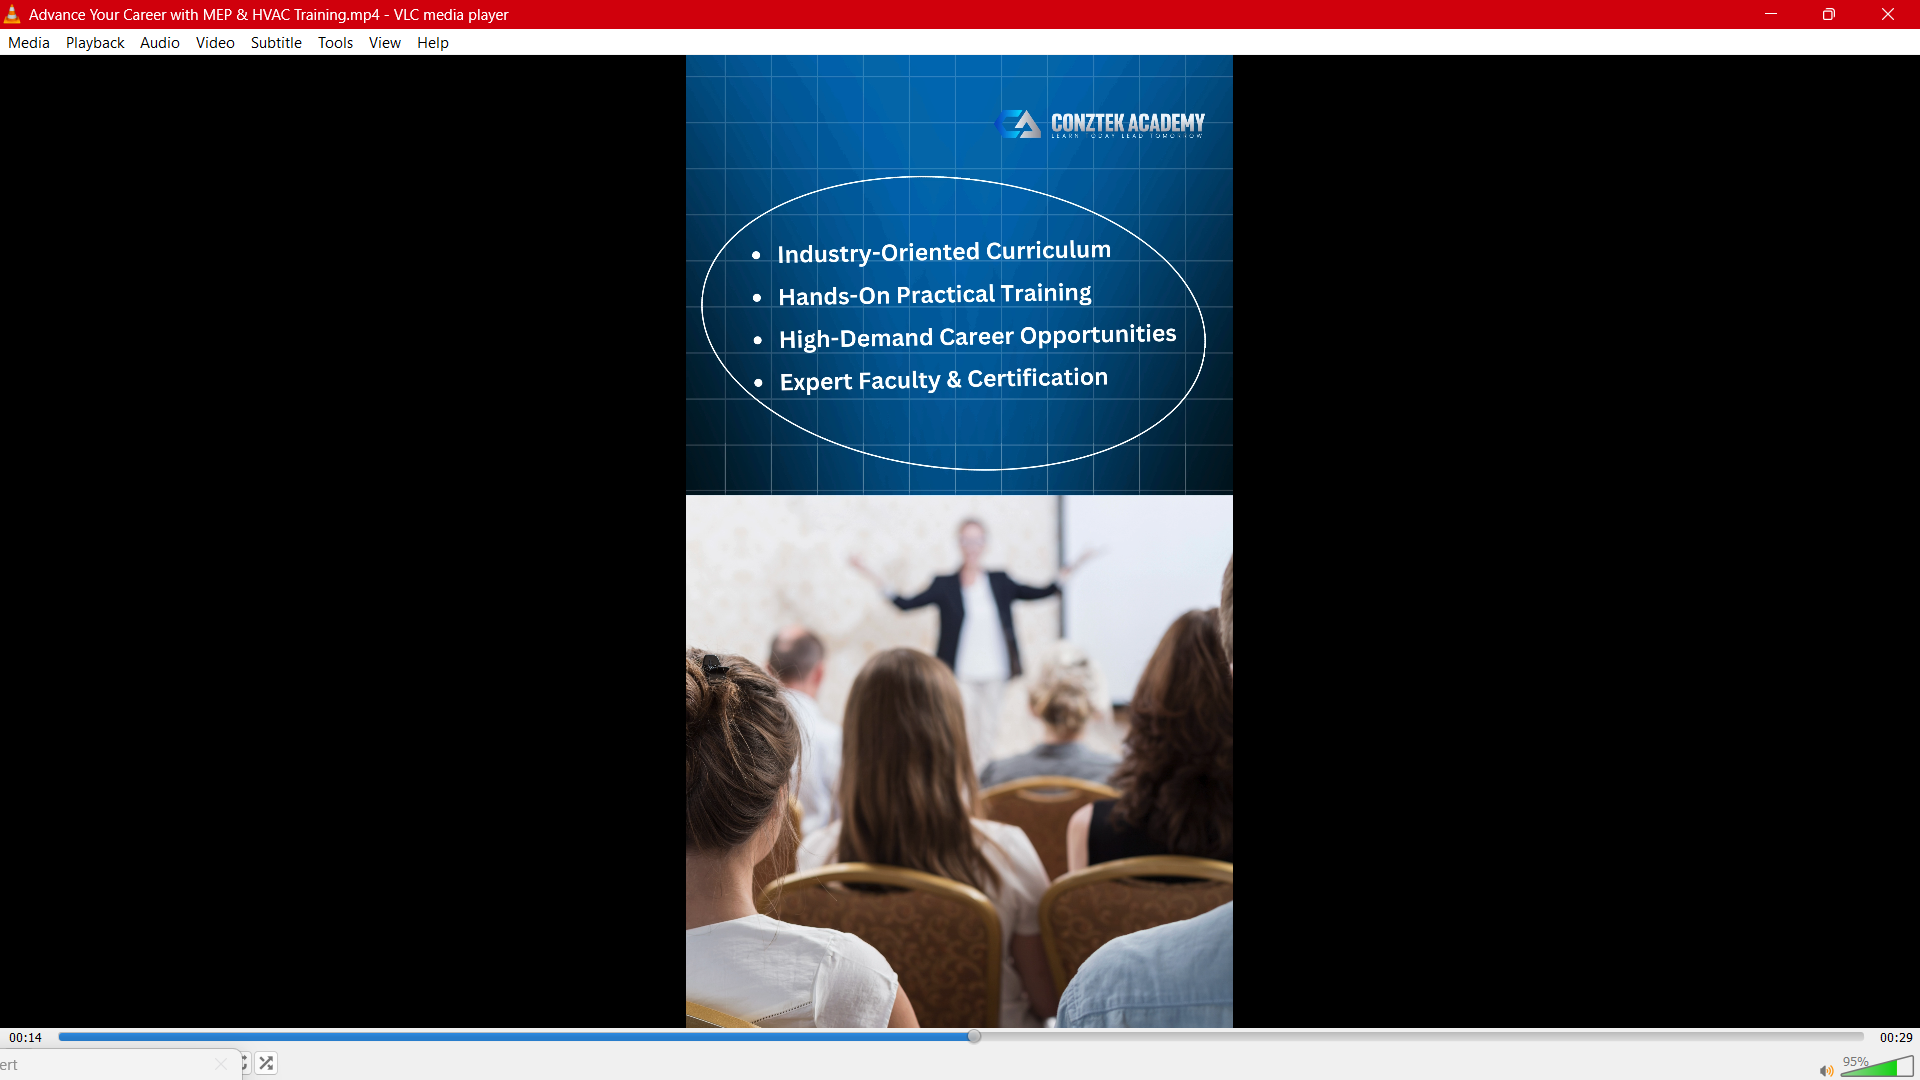 Advance Your Career with MEP & HVAC Training.mp4 - VLC media player
Media Playback Audio Video Subtitle Tools View Help
CONZTEK ACADEMY
LEARN TODAY LEAD TOMORROW
• Industry-Oriented Curriculum
• Hands-On Practical Training
• High-Demand Career Opportunities
• Expert Faculty & Certification
00:14
00:29
ert
95%